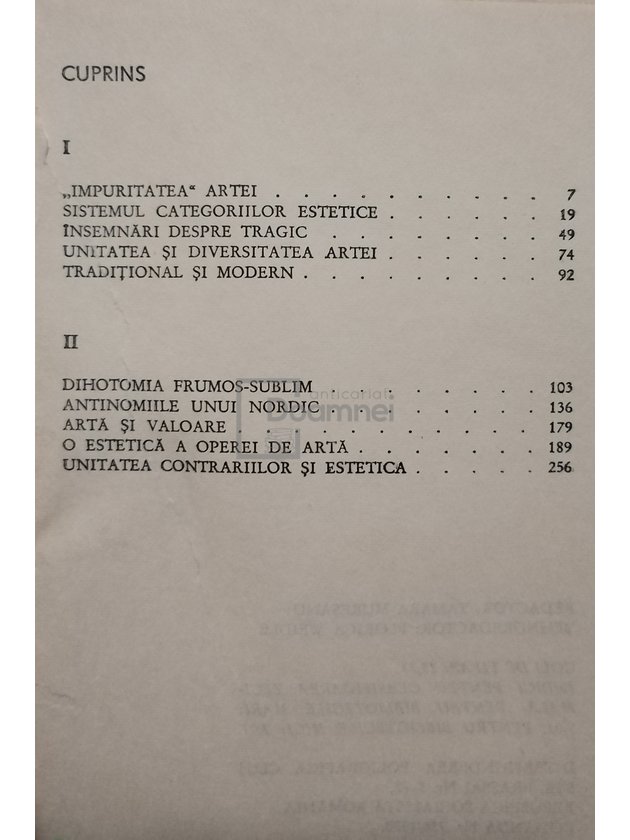 CUPRINS
I
„IMPURITATEA“ ARTEI . . . . . . . . . . 7
SISTEMUL CATEGORIILOR ESTETICE . . . . . . . 19
ÎNSEMNĂRI DESPRE TRAGIC . . . . . . . . . 49
UNITATEA ȘI DIVERSITATEA ARTEI . . . . . . . 74
TRADIȚIONAL ȘI MODERN . . . . . . . . . . 92
II
DIHOTOMIA FRUMOS-SUBLIM . . . . . . . . 103
ANTINOMIILE UNUI NORDIC . . . . . . . . 136
ARTĂ ȘI VALOARE . . . . . . . . . . . 179
O ESTETICĂ A OPEREI DE ARTĂ . . . . . . . 189
UNITATEA CONTRARIILOR ȘI ESTETICA . . . . . 256
anticariat
Doamnei